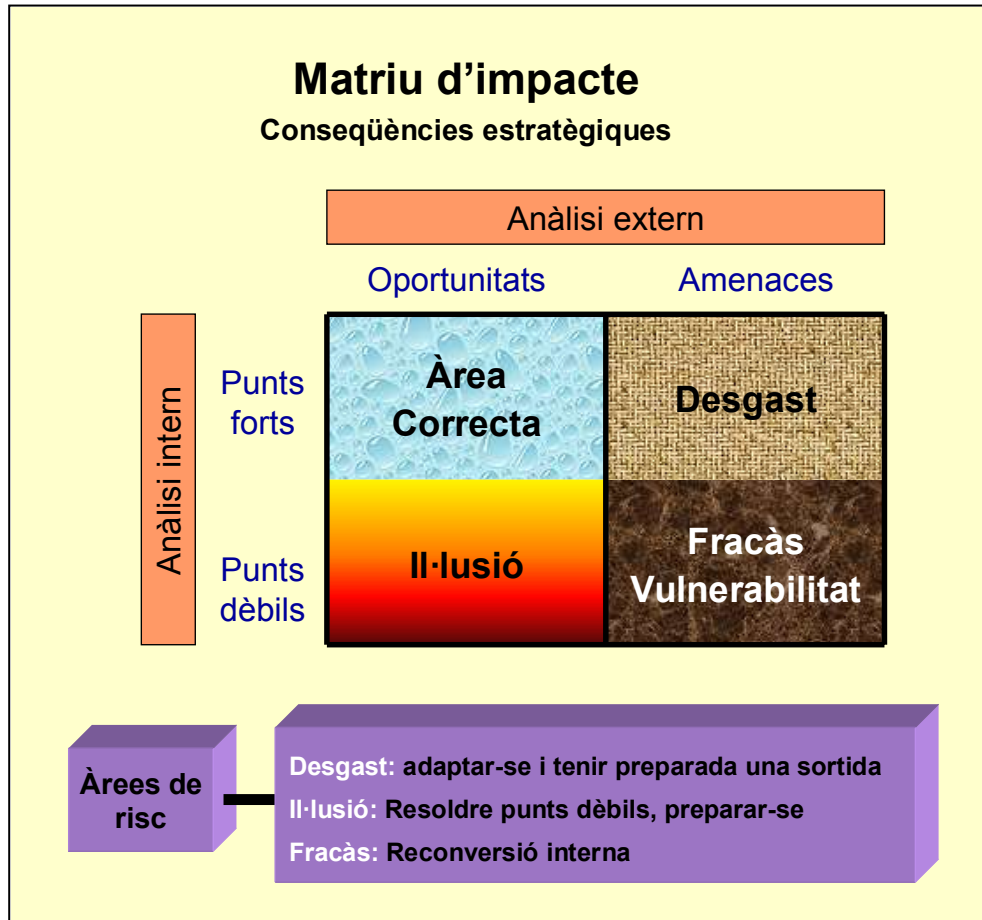 Matriu d’impacte
Conseqüències estratègiques
Anàlisi extern
Oportunitats
Amenaces
Anàlisi intern
Punts
forts
Àrea
Correcta
Desgast
Punts
dèbils
Il·lusió
Fracàs
Vulnerabilitat
Àrees de
risc
Desgast: adaptar-se i tenir preparada una sortida
Il·lusió: Resoldre punts dèbils, preparar-se
Fracàs: Reconversió interna